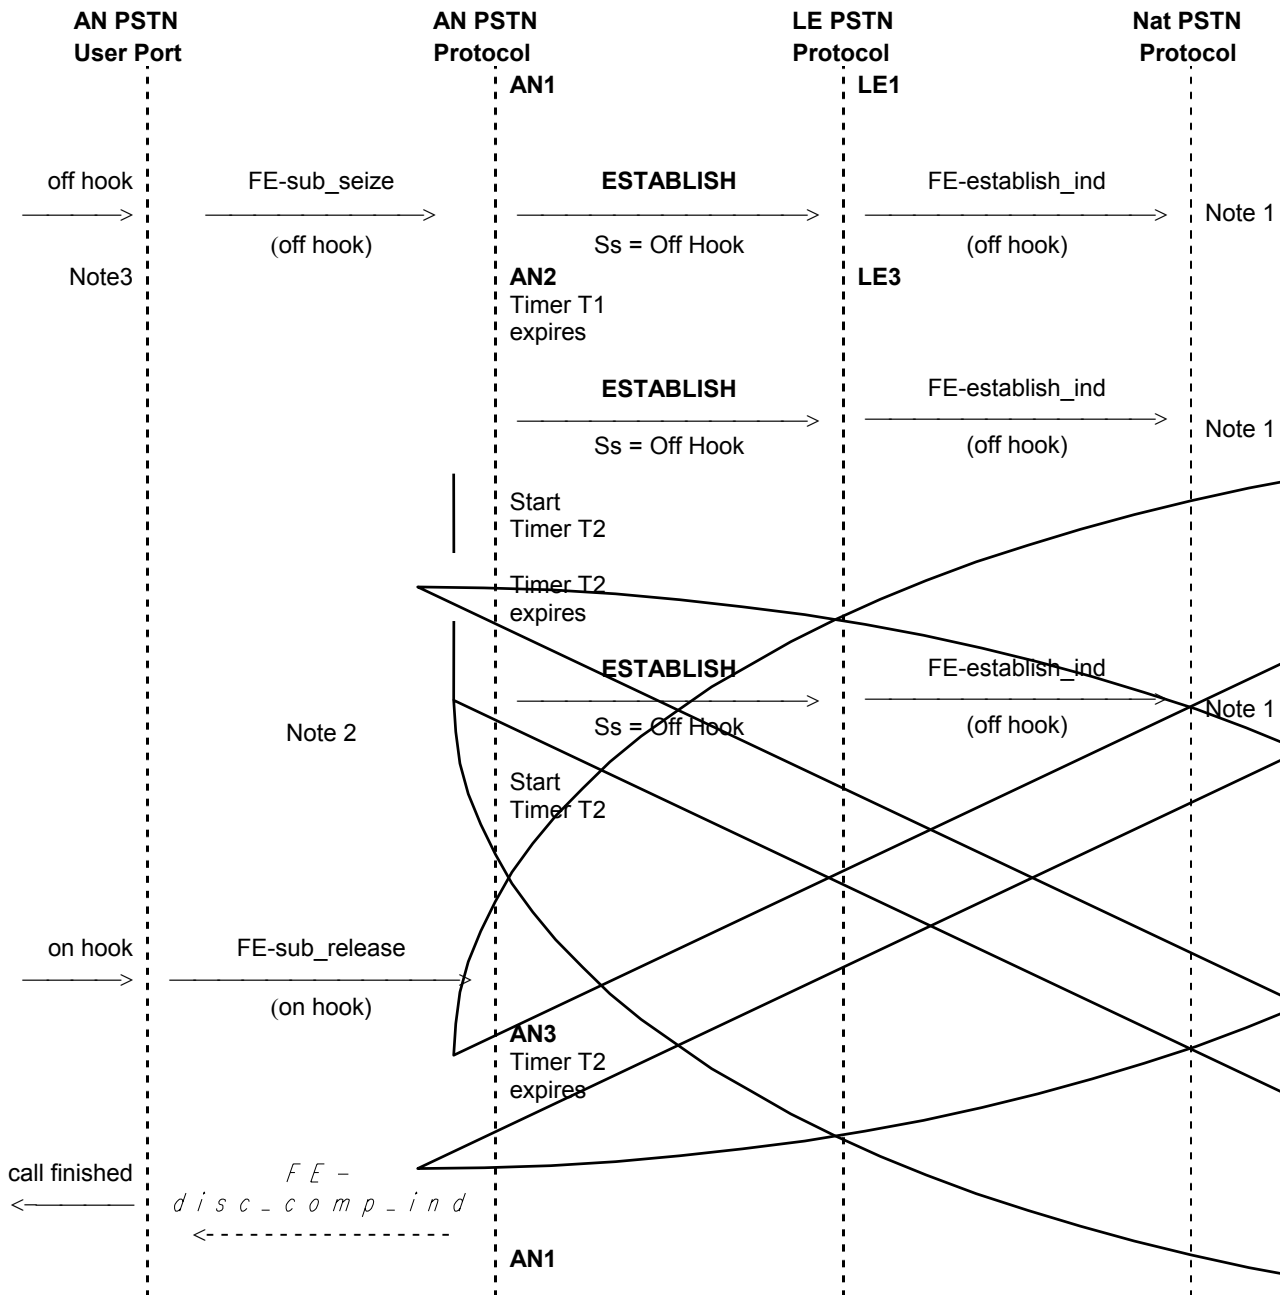 AN PSTN User Port
AN PSTN Protocol
LE PSTN Protocol
Nat PSTN Protocol
AN1
LE1
off hook
FE-sub_seize
ESTABLISH
FE-establish_ind
(off hook)
Ss = Off Hook
(off hook)
Note 1
Note3
AN2
LE3
Timer T1
expires
ESTABLISH
FE-establish_ind
Ss = Off Hook
(off hook)
Note 1
Start
Timer T2
Timer T2
expires
ESTABLISH
FE-establish_ind
Note 2
Ss = Off Hook
(off hook)
Note 1
Start
Timer T2
on hook
FE-sub_release
(on hook)
AN3
Timer T2
expires
call finished
FE-
disc_comp_ind
AN1